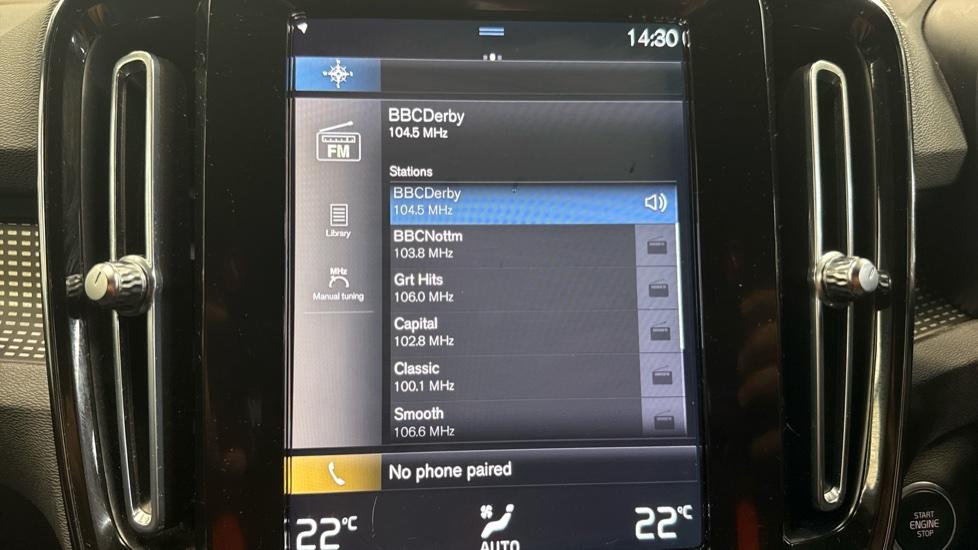 14:30
BBCDerby
104.5 MHz
FM
Stations
BBCDerby
104.5 MHz
Library
BBCNottm
103.8 MHz
MHz
Manual tuning
Grt Hits
106.0 MHz
Capital
102.8 MHz
Classic
100.1 MHz
Smooth
106.6 MHz
No phone paired
22°C
AUTO
22°C
START
ENGINE
STOP